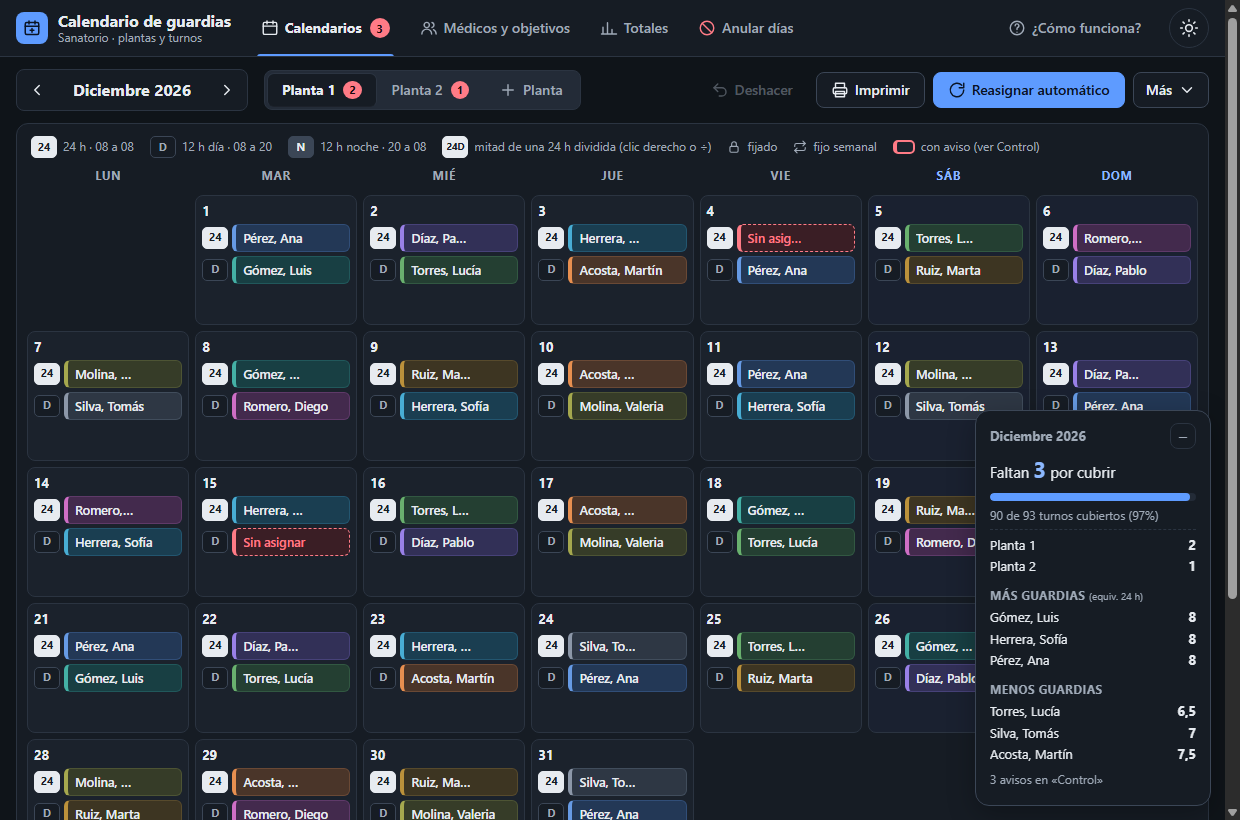 Calendario de guardias
Sanatorio · plantas y turnos
Calendarios 3
Médicos y objetivos
Totales
Anular días
¿Cómo funciona?
Diciembre 2026
Planta 1 2
Planta 2 1
+ Planta
Deshacer
Imprimir
Reasignar automático
Más
24 24 h · 08 a 08
D 12 h día · 08 a 20
N 12 h noche · 20 a 08
24D mitad de una 24 h dividida (clic derecho o ÷)
fijado
fijo semanal
con aviso (ver Control)
LUN MAR MIÉ JUE VIE SÁB DOM
1
24 Pérez, Ana
D Gómez, Luis
2
24 Díaz, Pa...
D Torres, Lucía
3
24 Herrera, ...
D Acosta, Martín
4
24 Sin asig...
D Pérez, Ana
5
24 Torres, L...
D Ruiz, Marta
6
24 Romero,...
D Díaz, Pablo
7
24 Molina, ...
D Silva, Tomás
8
24 Gómez, ...
D Romero, Diego
9
24 Ruiz, Ma...
D Herrera, Sofía
10
24 Acosta, ...
D Molina, Valeria
11
24 Pérez, Ana
D Herrera, Sofía
12
24 Molina, ...
D Silva, Tomás
13
24 Díaz, Pa...
D Pérez, Ana
14
24 Romero,...
D Herrera, Sofía
15
24 Herrera, ...
D Sin asignar
16
24 Torres, L...
D Díaz, Pablo
17
24 Acosta, ...
D Molina, Valeria
18
24 Gómez, ...
D Torres, Lucía
19
24 Ruiz, Ma...
D Romero, D
21
24 Pérez, Ana
D Gómez, Luis
22
24 Díaz, Pa...
D Torres, Lucía
23
24 Herrera, ...
D Acosta, Martín
24
24 Silva, To...
D Pérez, Ana
25
24 Torres, L...
D Ruiz, Marta
26
24 Gómez, ...
D Díaz, Pablo
28
24 Molina, ...
D Ruiz, Marta
29
24 Acosta, ...
D Romero, Diego
30
24 Ruiz, Ma...
D Molina, Valeria
31
24 Silva, To...
D Pérez, Ana
Diciembre 2026
–
Faltan 3 por cubrir
90 de 93 turnos cubiertos (97%)
Planta 1 2
Planta 2 1
MÁS GUARDIAS (equiv. 24 h)
Gómez, Luis 8
Herrera, Sofía 8
Pérez, Ana 8
MENOS GUARDIAS
Torres, Lucía 6,5
Silva, Tomás 7
Acosta, Martín 7,5
3 avisos en «Control»